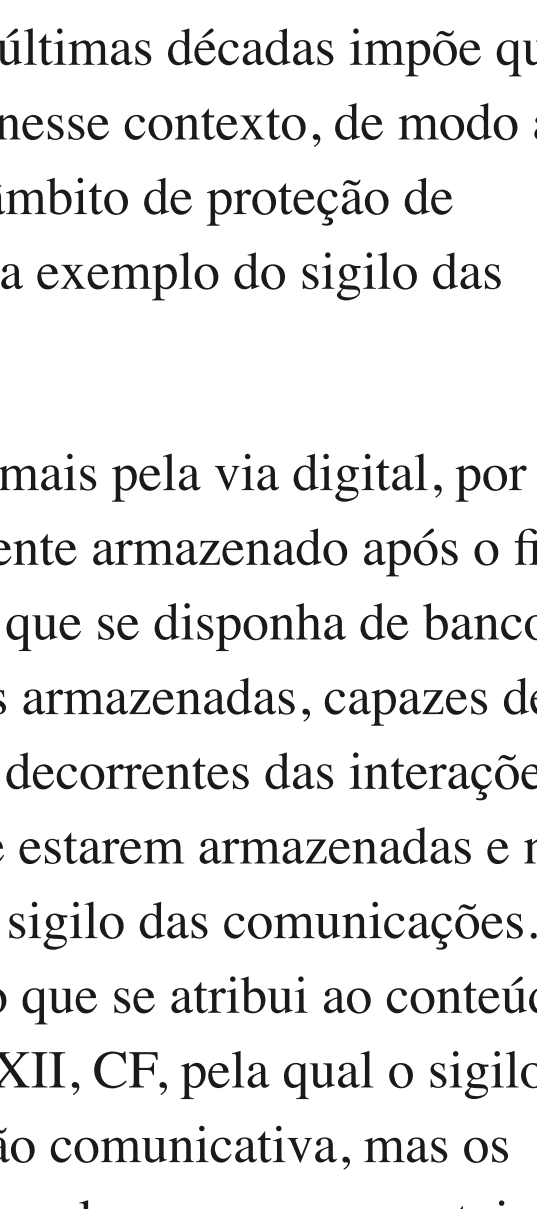 últimas décadas impõe qu
nesse contexto, de modo
âmbito de proteção de
a exemplo do sigilo das
mais pela via digital, por
ente armazenado após o fi
que se disponha de banco
s armazenadas, capazes de
decorrentes das interaçõe
e estarem armazenadas e
sigilo das comunicações.
o que se atribui ao conteúd
XII, CF, pela qual o sigilo
ão comunicativa, mas os